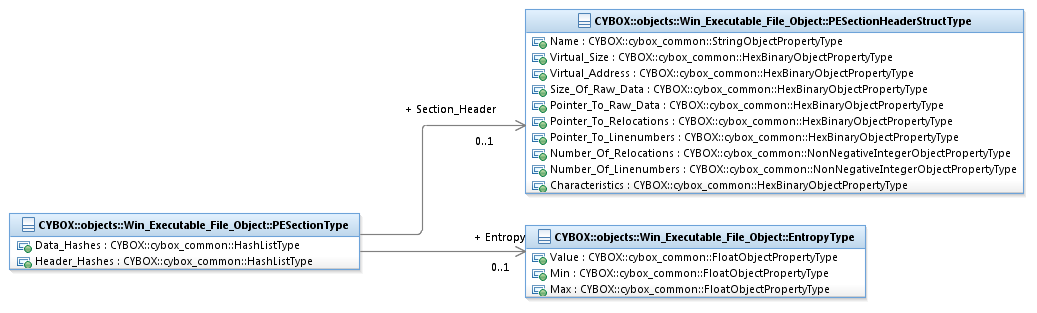 CYBOX::objects::Win_Executable_File_Object::PESectionHeaderStructType
Name : CYBOX::cybox_common::StringObjectPropertyType
Virtual_Size : CYBOX::cybox_common::HexBinaryObjectPropertyType
Virtual_Address : CYBOX::cybox_common::HexBinaryObjectPropertyType
Size_Of_Raw_Data : CYBOX::cybox_common::HexBinaryObjectPropertyType
Pointer_To_Raw_Data : CYBOX::cybox_common::HexBinaryObjectPropertyType
Pointer_To_Relocations : CYBOX::cybox_common::HexBinaryObjectPropertyType
Pointer_To_Linenumbers : CYBOX::cybox_common::HexBinaryObjectPropertyType
Number_Of_Relocations : CYBOX::cybox_common::NonNegativeIntegerObjectPropertyType
Number_Of_Linenumbers : CYBOX::cybox_common::NonNegativeIntegerObjectPropertyType
Characteristics : CYBOX::cybox_common::HexBinaryObjectPropertyType
+ Section_Header
0..1
CYBOX::objects::Win_Executable_File_Object::PESectionType
Data_Hashes : CYBOX::cybox_common::HashListType
Header_Hashes : CYBOX::cybox_common::HashListType
+ Entropy
0..1
CYBOX::objects::Win_Executable_File_Object::EntropyType
Value : CYBOX::cybox_common::FloatObjectPropertyType
Min : CYBOX::cybox_common::FloatObjectPropertyType
Max : CYBOX::cybox_common::FloatObjectPropertyType